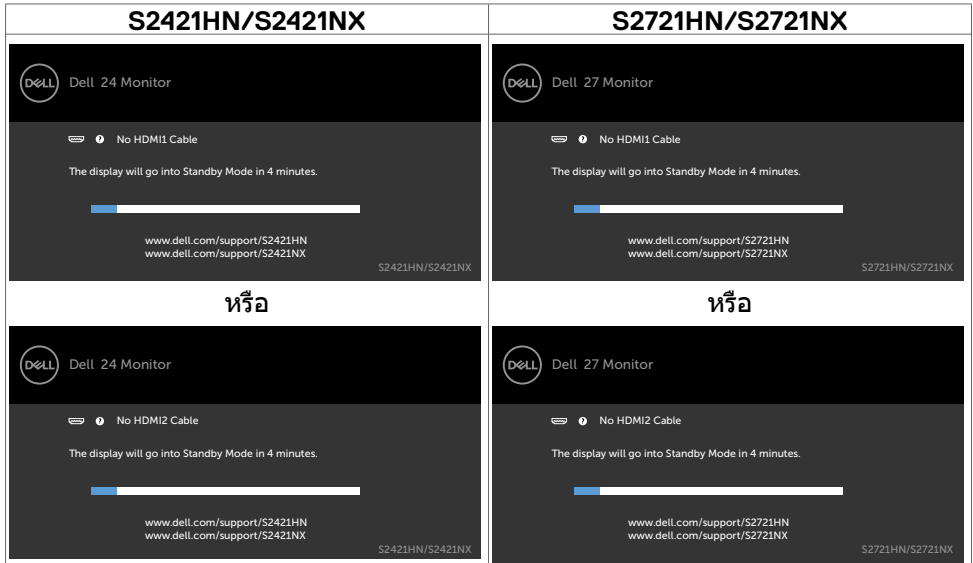 S2421HN/S2421NX
S2721HN/S2721NX
DELL Dell 24 Monitor
No HDMI1 Cable
The display will go into Standby Mode in 4 minutes.
www.dell.com/support/S2421HN
www.dell.com/support/S2421NX
S2421HN/S2421NX
DELL Dell 27 Monitor
No HDMI1 Cable
The display will go into Standby Mode in 4 minutes.
www.dell.com/support/S2721HN
www.dell.com/support/S2721NX
S2721HN/S2721NX
หรือ
หรือ
DELL Dell 24 Monitor
No HDMI2 Cable
The display will go into Standby Mode in 4 minutes.
www.dell.com/support/S2421HN
www.dell.com/support/S2421NX
S2421HN/S2421NX
DELL Dell 27 Monitor
No HDMI2 Cable
The display will go into Standby Mode in 4 minutes.
www.dell.com/support/S2721HN
www.dell.com/support/S2721NX
S2721HN/S2721NX